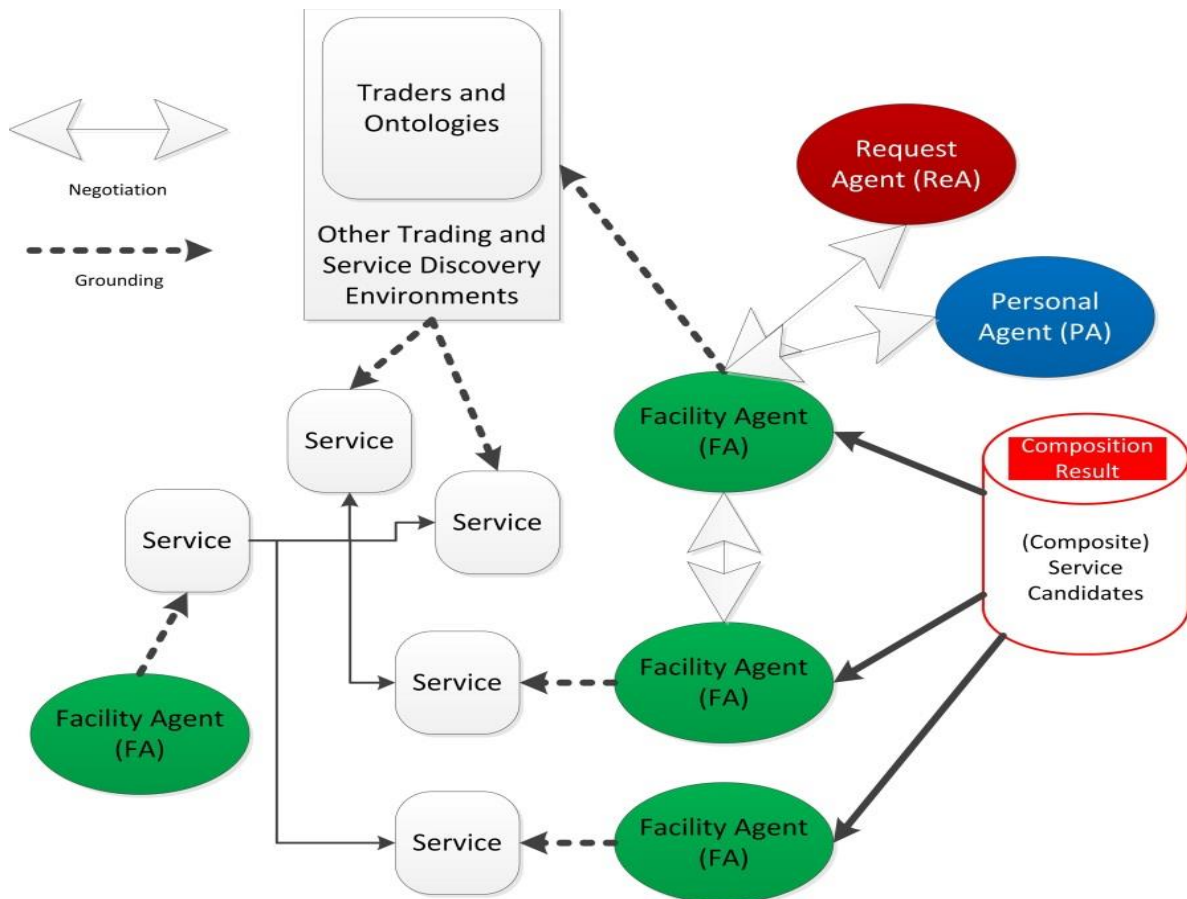 Traders and
Ontologies
Other Trading and
Service Discovery
Environments
Negotiation
Grounding
Request
Agent (ReA)
Personal
Agent (PA)
Facility Agent
(FA)
Composition
Result
(Composite)
Service
Candidates
Service
Service
Service
Facility Agent
(FA)
Service
Facility Agent
(FA)
Service
Facility Agent
(FA)